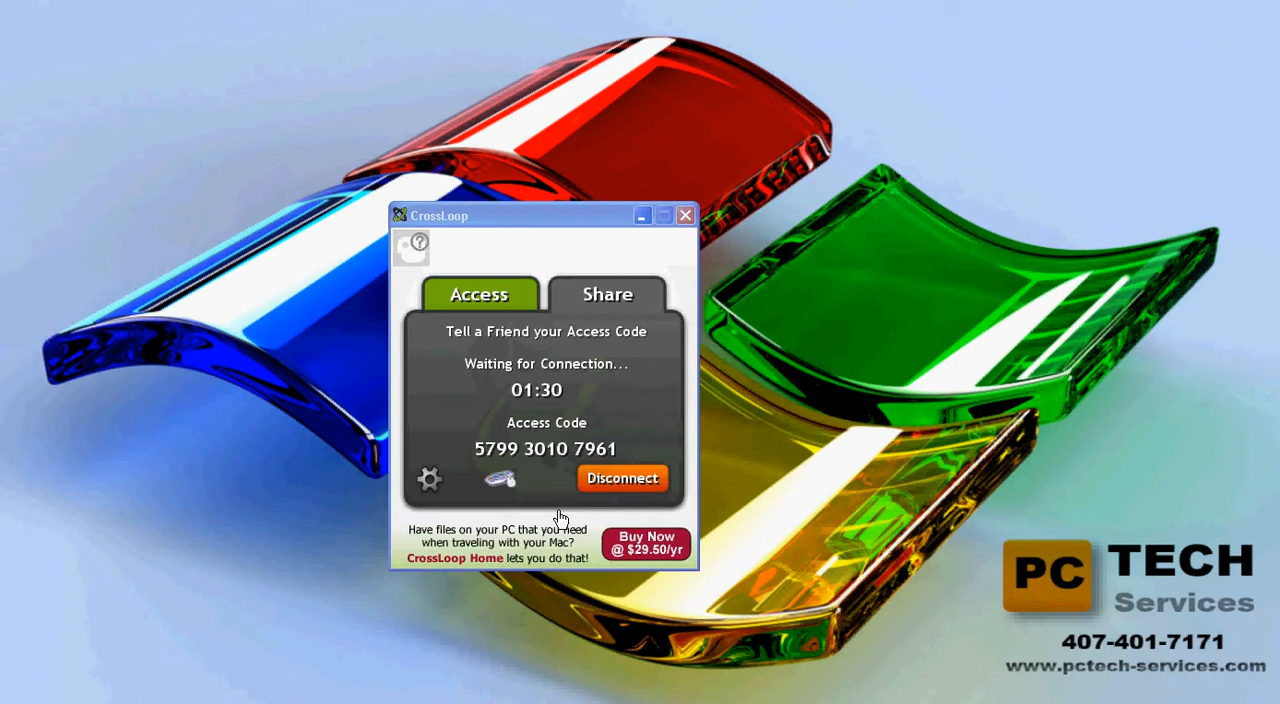 CrossLoop
Access
Share
Tell a Friend your Access Code
Waiting for Connection...
01:30
Access Code
5799 3010 7961
Disconnect
Have files on your PC that you need
when traveling with your Mac?
CrossLoop Home lets you do that!
Buy Now
@ $29.50/yr
PC TECH
Services
407-401-7171
www.pctech-services.com